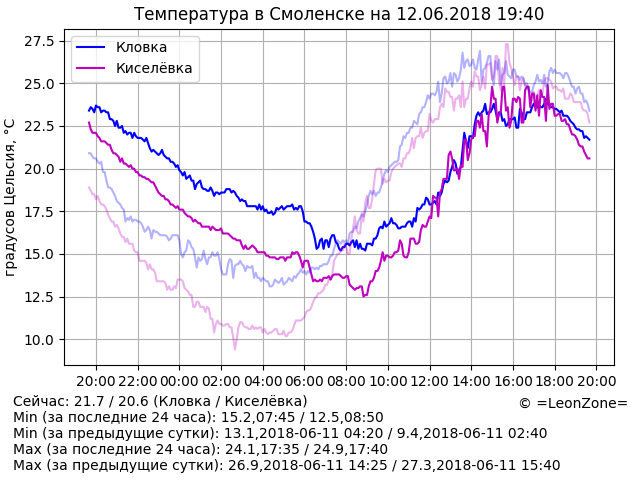 Температура в Смоленске на 12.06.2018 19:40
градусов Цельсия, °C
27.5
25.0
22.5
20.0
17.5
15.0
12.5
10.0
Кловка
Киселёвка
20:00 22:00 00:00 02:00 04:00 06:00 08:00 10:00 12:00 14:00 16:00 18:00 20:00
Сейчас: 21.7 / 20.6 (Кловка / Киселёвка)
© =LeonZone=
Min (за последние 24 часа): 15.2,07:45 / 12.5,08:50
Min (за предыдущие сутки): 13.1,2018-06-11 04:20 / 9.4,2018-06-11 02:40
Max (за последние 24 часа): 24.1,17:35 / 24.9,17:40
Max (за предыдущие сутки): 26.9,2018-06-11 14:25 / 27.3,2018-06-11 15:40